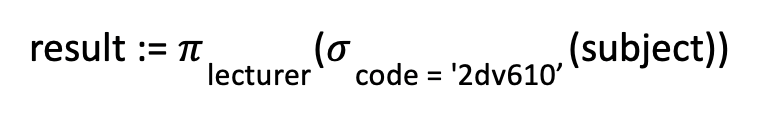 result := π lecturer (σ code = '2dv610’ (subject))